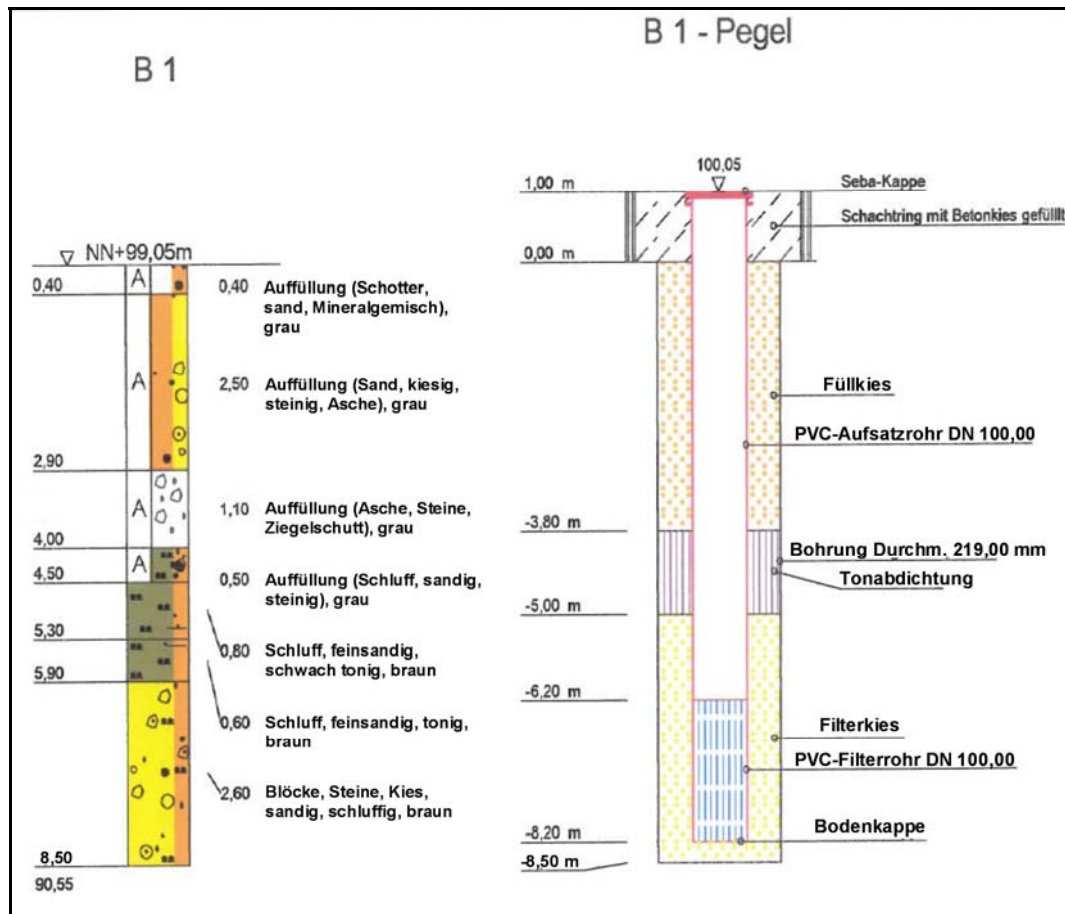 B 1
NN+99,05m
A
0,40
0,40 Auffüllung (Schotter,
sand, Mineralgemisch),
grau
A
2,50 Auffüllung (Sand, kiesig,
steinig, Asche), grau
2,90
A
1,10 Auffüllung (Asche, Steine,
Ziegelschutt), grau
4,00
A
4,50
0,50 Auffüllung (Schluff, sandig,
steinig), grau
5,30
0,80 Schluff, feinsandig,
schwach tonig, braun
5,90
0,60 Schluff, feinsandig, tonig,
braun
2,60 Blöcke, Steine, Kies,
sandig, schluffig, braun
8,50
90,55
B 1 - Pegel
100,05
1,00 m
Seba-Kappe
Schachtring mit Betonkies gefülllt
0,00 m
Füllkies
PVC-Aufsatzrohr DN 100,00
-3,80 m
Bohrung Durchm. 219,00 mm
Tonabdichtung
-5,00 m
-6,20 m
Filterkies
PVC-Filterrohr DN 100,00
Bodenkappe
-8,20 m
-8,50 m